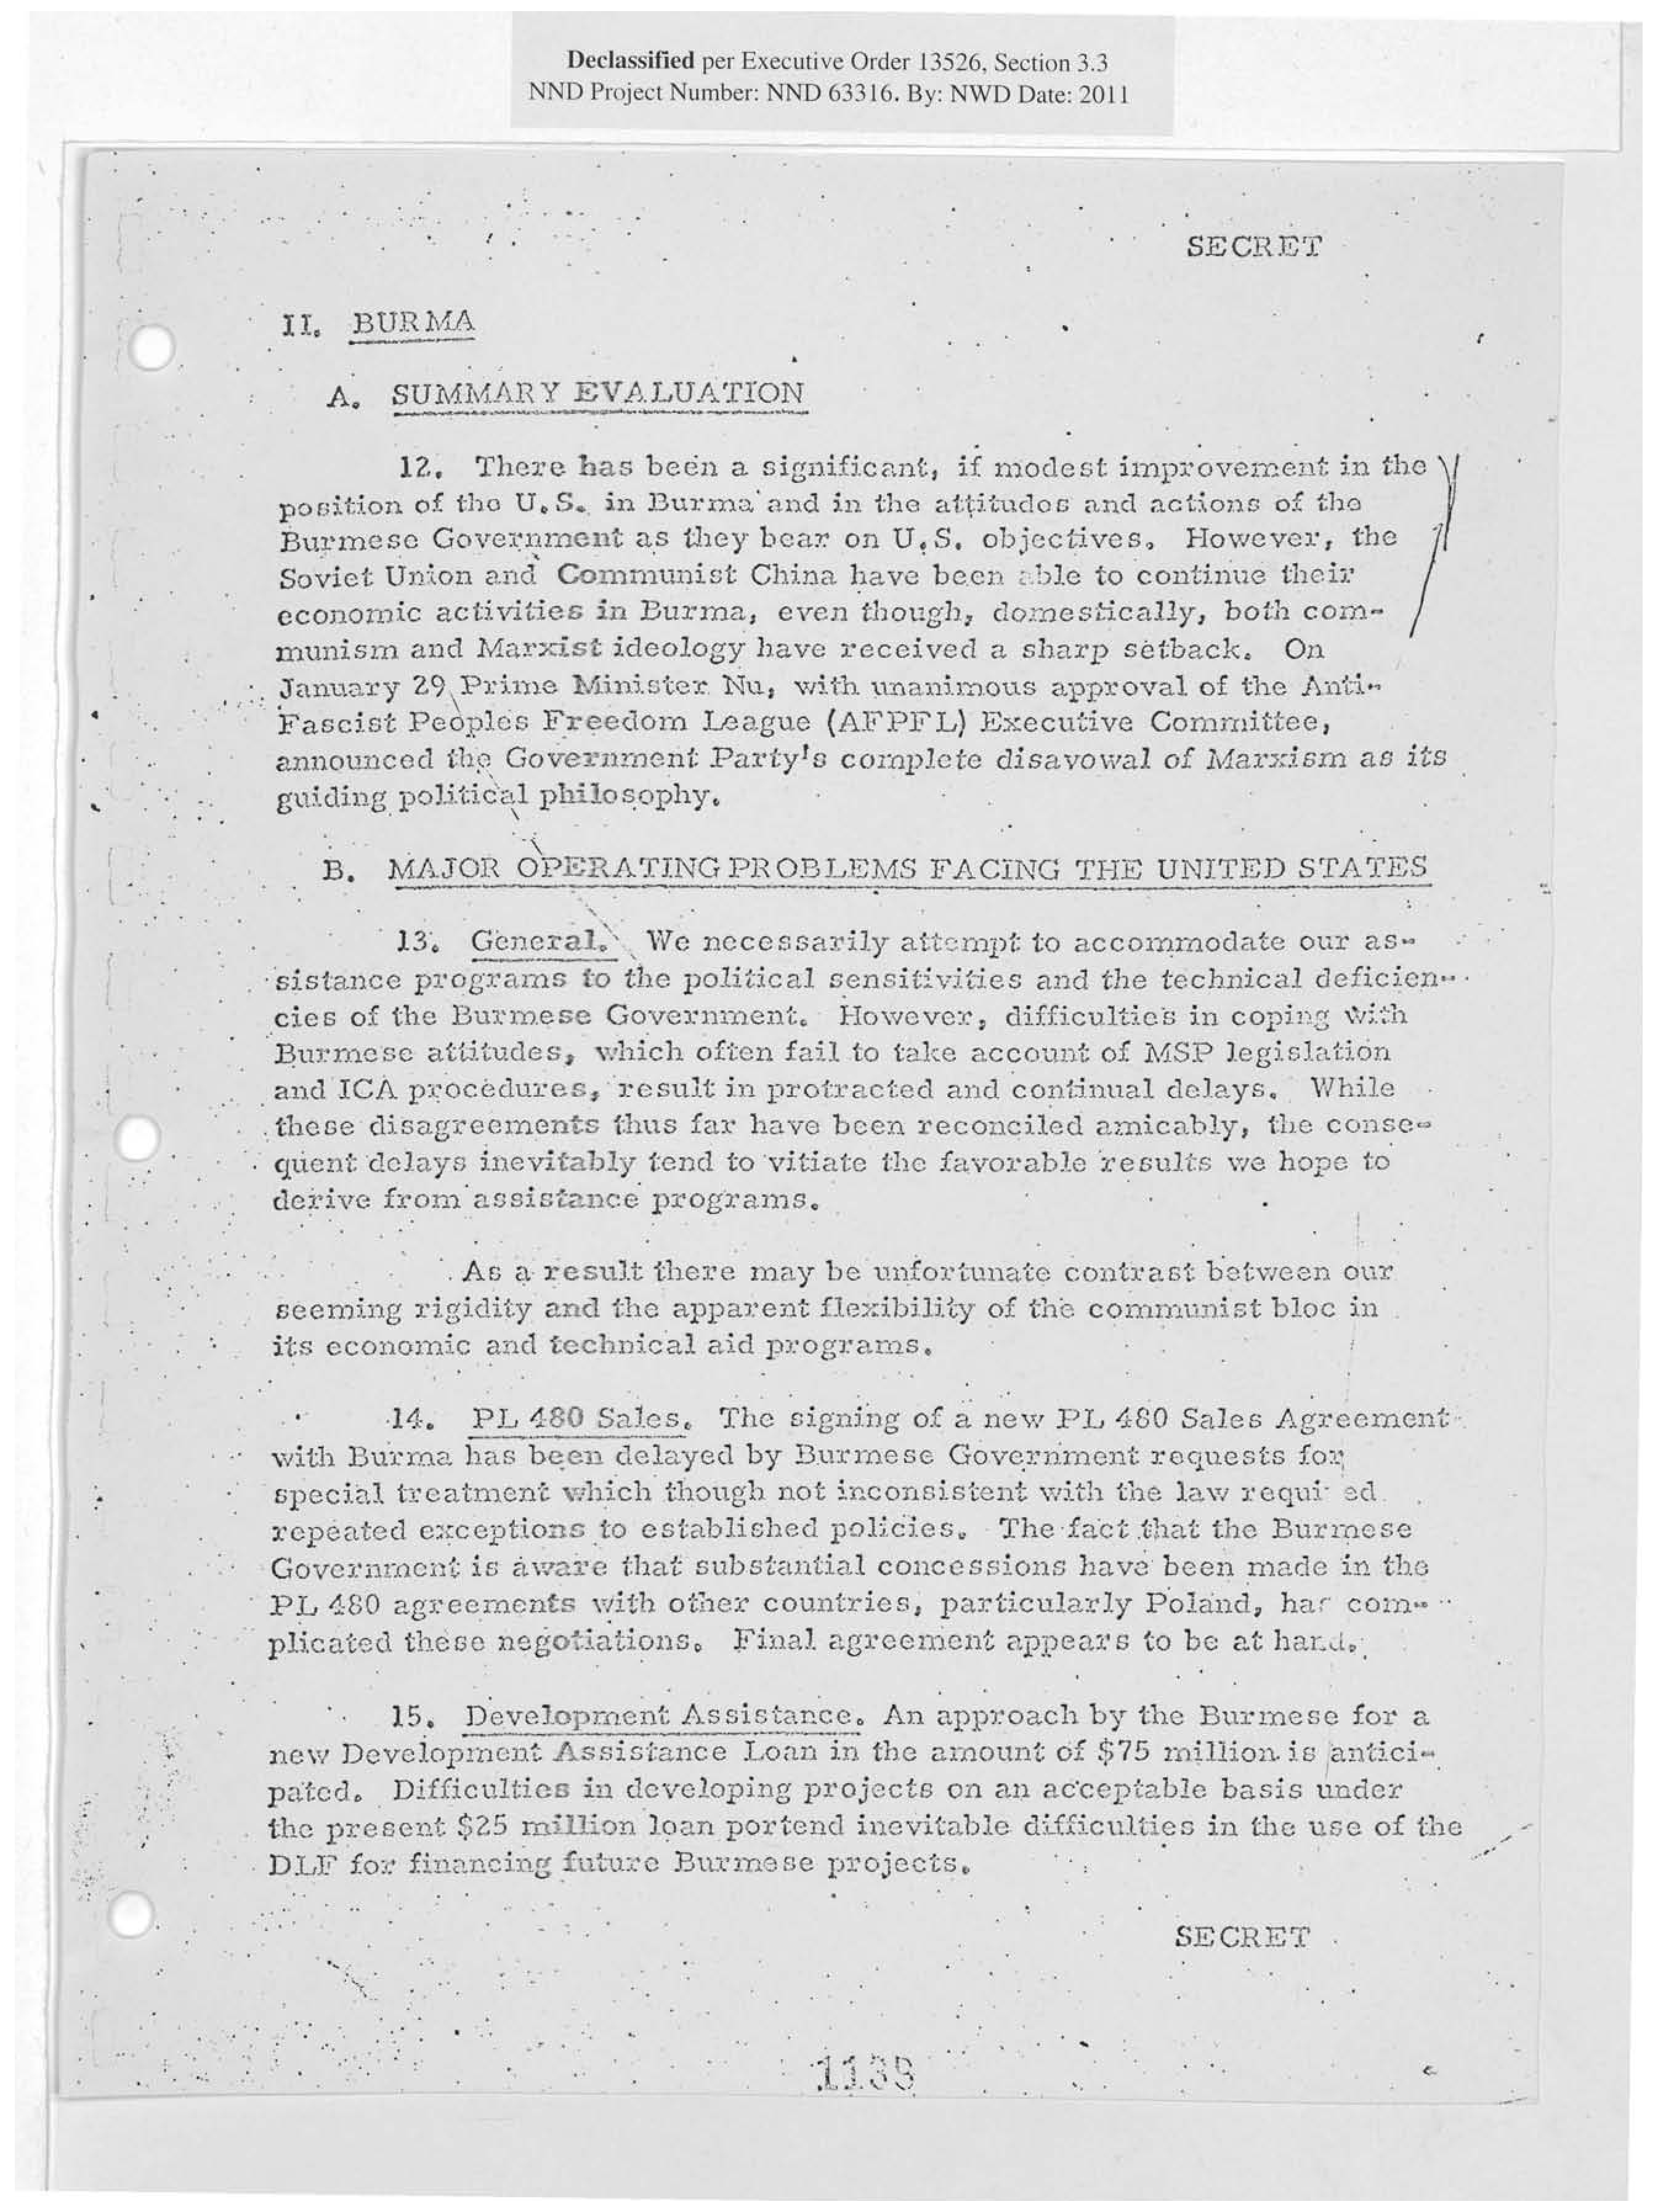 Declassified per Executive Order 13526, Section 3.3
NND Project Number: NND 63316. By: NWD Date: 2011
SECRET
II. BURMA
A. SUMMARY EVALUATION
12. There has been a significant, if modest improvement in the
position of the U.S. in Burma and in the attitudes and actions of the
Burmese Government as they bear on U.S. objectives. However, the
Soviet Union and Communist China have been able to continue their
economic activities in Burma, even though, domestically, both com-
munism and Marxist ideology have received a sharp setback. On
January 29 Prime Minister Nu, with unanimous approval of the Anti-
Fascist Peoples Freedom League (AFPFL) Executive Committee,
announced the Government Party's complete disavowal of Marxism as its
guiding political philosophy.
B. MAJOR OPERATING PROBLEMS FACING THE UNITED STATES
13. General. We necessarily attempt to accommodate our as-
sistance programs to the political sensitivities and the technical deficien-
cies of the Burmese Government. However, difficulties in coping with
Burmese attitudes, which often fail to take account of MSP legislation
and ICA procedures, result in protracted and continual delays. While
these disagreements thus far have been reconciled amicably, the conse-
quent delays inevitably tend to vitiate the favorable results we hope to
derive from assistance programs.
As a result there may be unfortunate contrast between our
seeming rigidity and the apparent flexibility of the communist bloc in
its economic and technical aid programs.
14. PL 480 Sales. The signing of a new PL 480 Sales Agreement
with Burma has been delayed by Burmese Government requests for
special treatment which though not inconsistent with the law requi ed
repeated exceptions to established policies. The fact that the Burmese
Government is aware that substantial concessions have been made in the
PL 480 agreements with other countries, particularly Poland, has com-
plicated these negotiations. Final agreement appears to be at hand.
15. Development Assistance. An approach by the Burmese for a
new Development Assistance Loan in the amount of $75 million is antici-
pated. Difficulties in developing projects on an acceptable basis under
the present $25 million loan portend inevitable difficulties in the use of the
DLF for financing future Burmese projects.
SECRET
1139